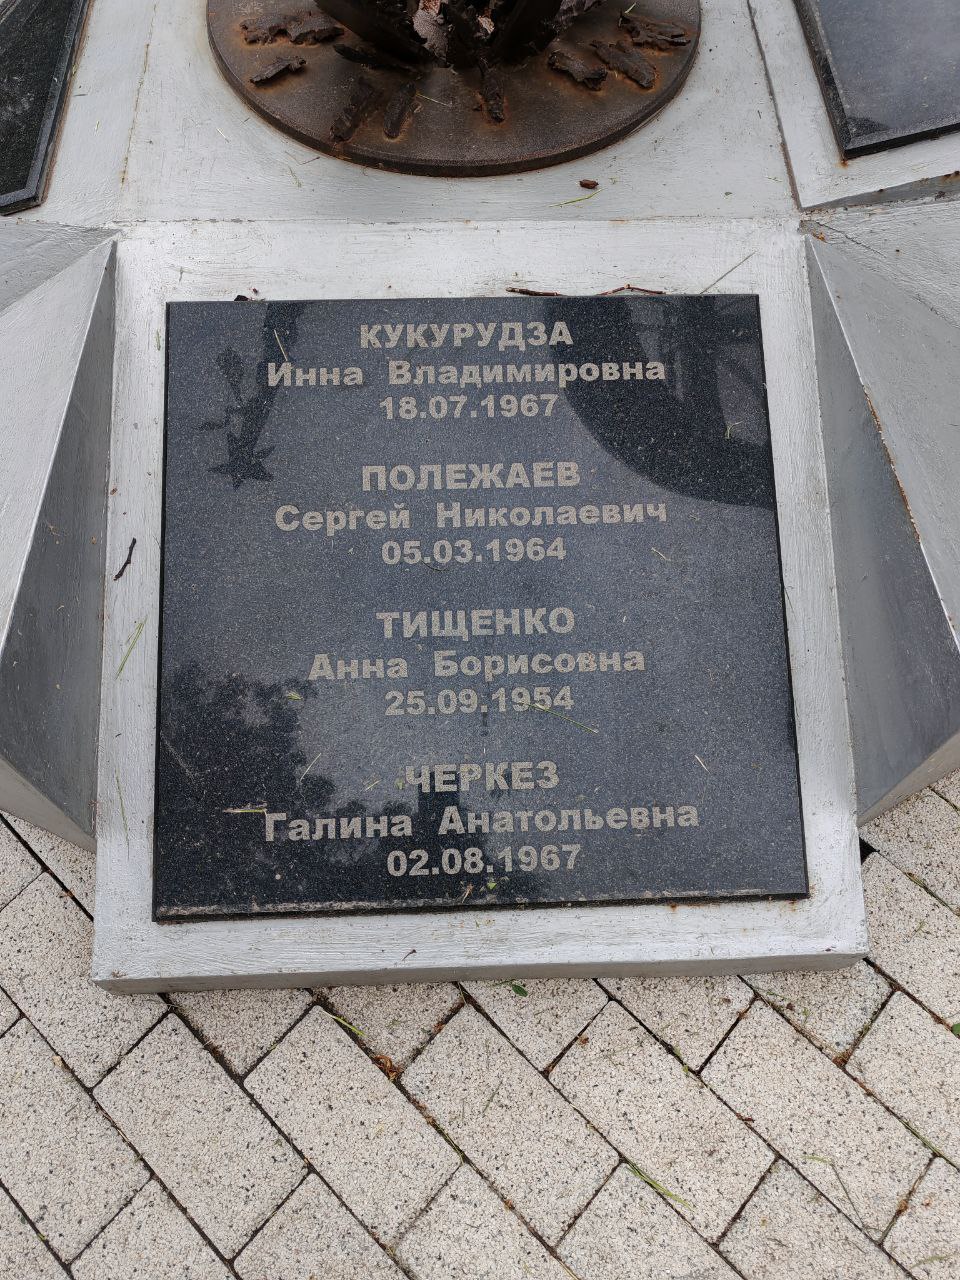 КУКУРУДЗА
Инна Владимировна
18.07.1967
ПОЛЕЖАЕВ
Сергей Николаевич
05.03.1964
ТИЩЕНКО
Анна Борисовна
25.09.1954
ЧЕРКЕЗ
Галина Анатольевна
02.08.1967